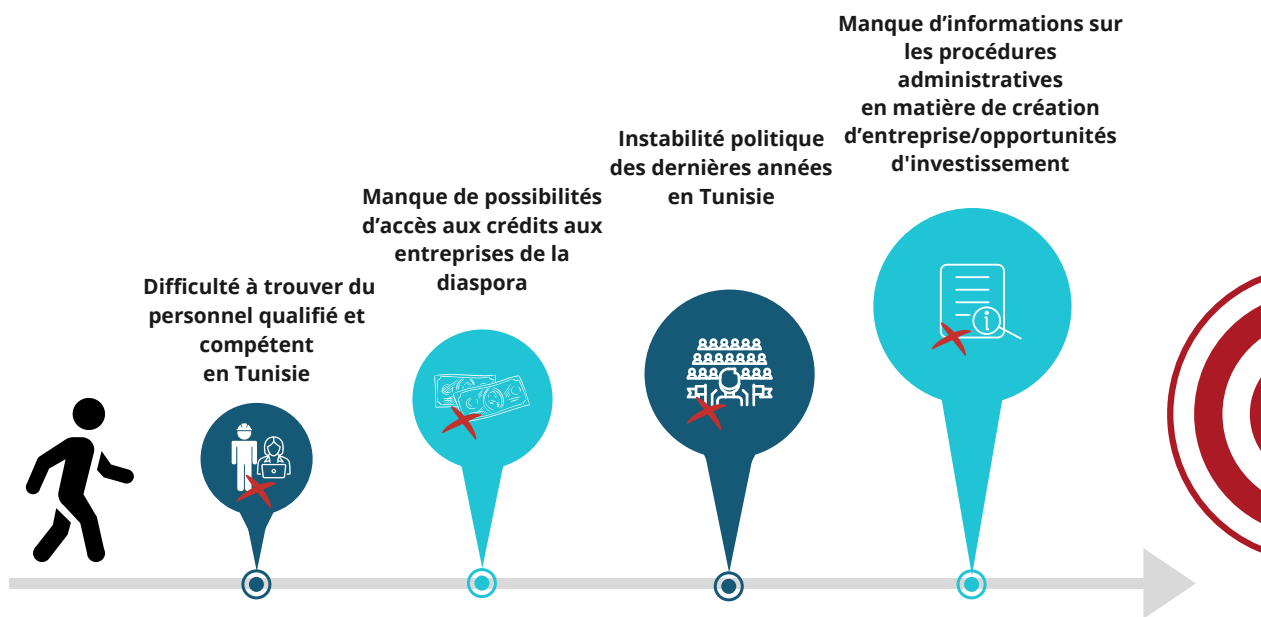 Difficulté à trouver du
personnel qualifié et
compétent
en Tunisie
Manque de possibilités
d’accès aux crédits aux
entreprises de la
diaspora
Instabilité politique
des dernières années
en Tunisie
Manque d’informations sur
les procédures
administratives
en matière de création
d’entreprise/opportunités
d'investissement